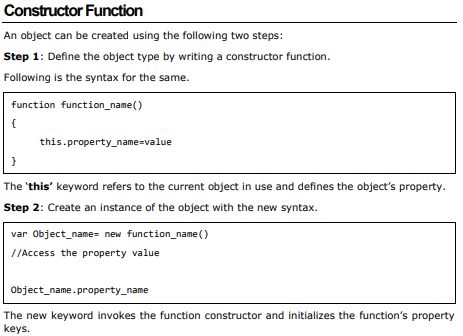 Constructor Function
An object can be created using the following two steps:
Step 1: Define the object type by writing a constructor function.
Following is the syntax for the same.
function function_name()
{
this.property_name=value
}
The 'this' keyword refers to the current object in use and defines the object's property.
Step 2: Create an instance of the object with the new syntax.
var Object_name= new function_name()
//Access the property value
Object_name.property_name
The new keyword invokes the function constructor and initializes the function's property
keys.